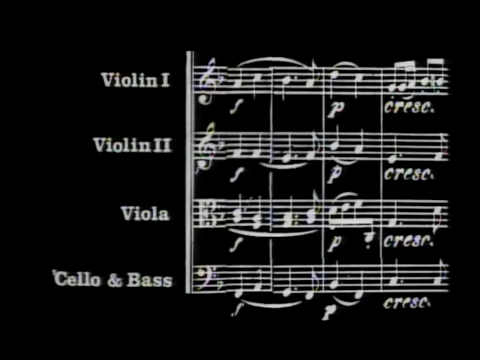 Violin I
s p cresc.
Violin II
s p cresc.
Viola
s p cresc.
'Cello & Bass
s p cresc.